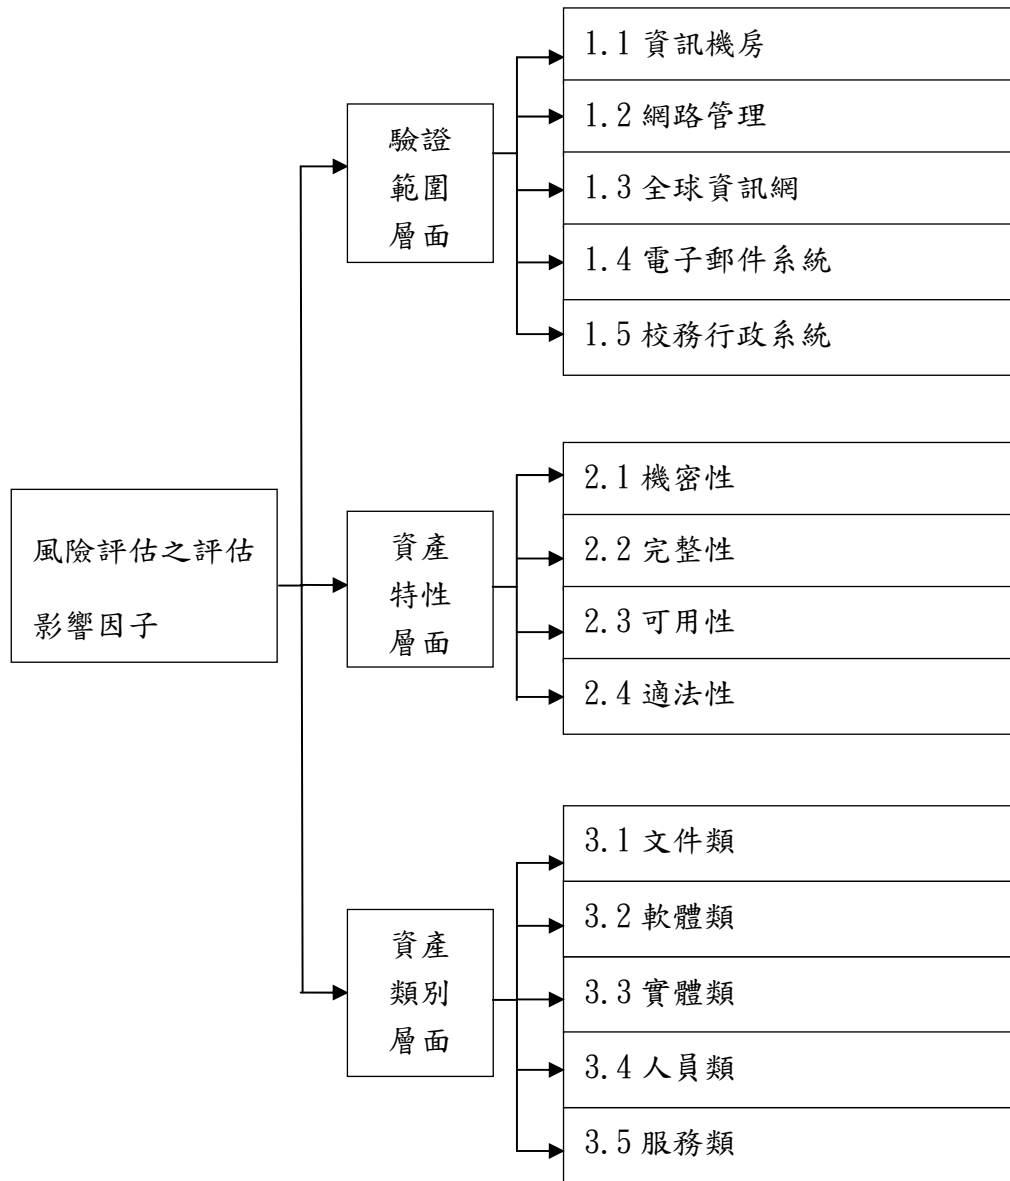 風險評估之評估
影響因子
驗證
範圍
層面
1.1 資訊機房
1.2 網路管理
1.3 全球資訊網
1.4 電子郵件系統
1.5 校務行政系統
資產
特性
層面
2.1 機密性
2.2 完整性
2.3 可用性
2.4 適法性
資產
類別
層面
3.1 文件類
3.2 軟體類
3.3 實體類
3.4 人員類
3.5 服務類